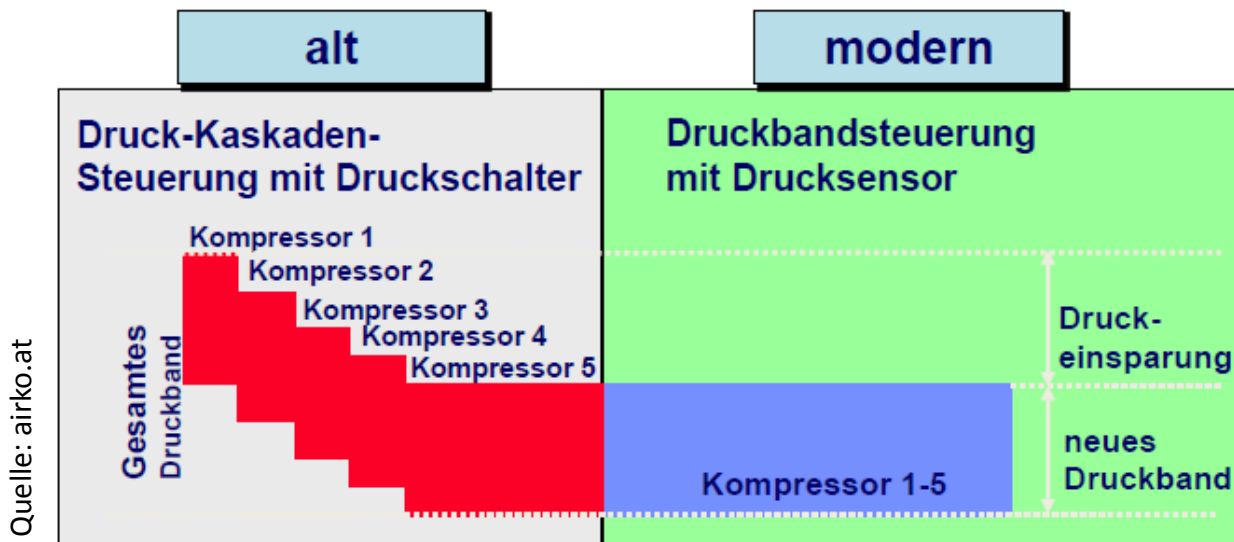 alt
modern
Druck-Kaskaden-
Steuerung mit Druckschalter
Druckbandsteuerung
mit Drucksensor
Kompressor 1
Kompressor 2
Kompressor 3
Kompressor 4
Kompressor 5
Gesamtes
Druckband
Druck-
einsparung
neues
Druckband
Kompressor 1-5
Quelle: airko.at